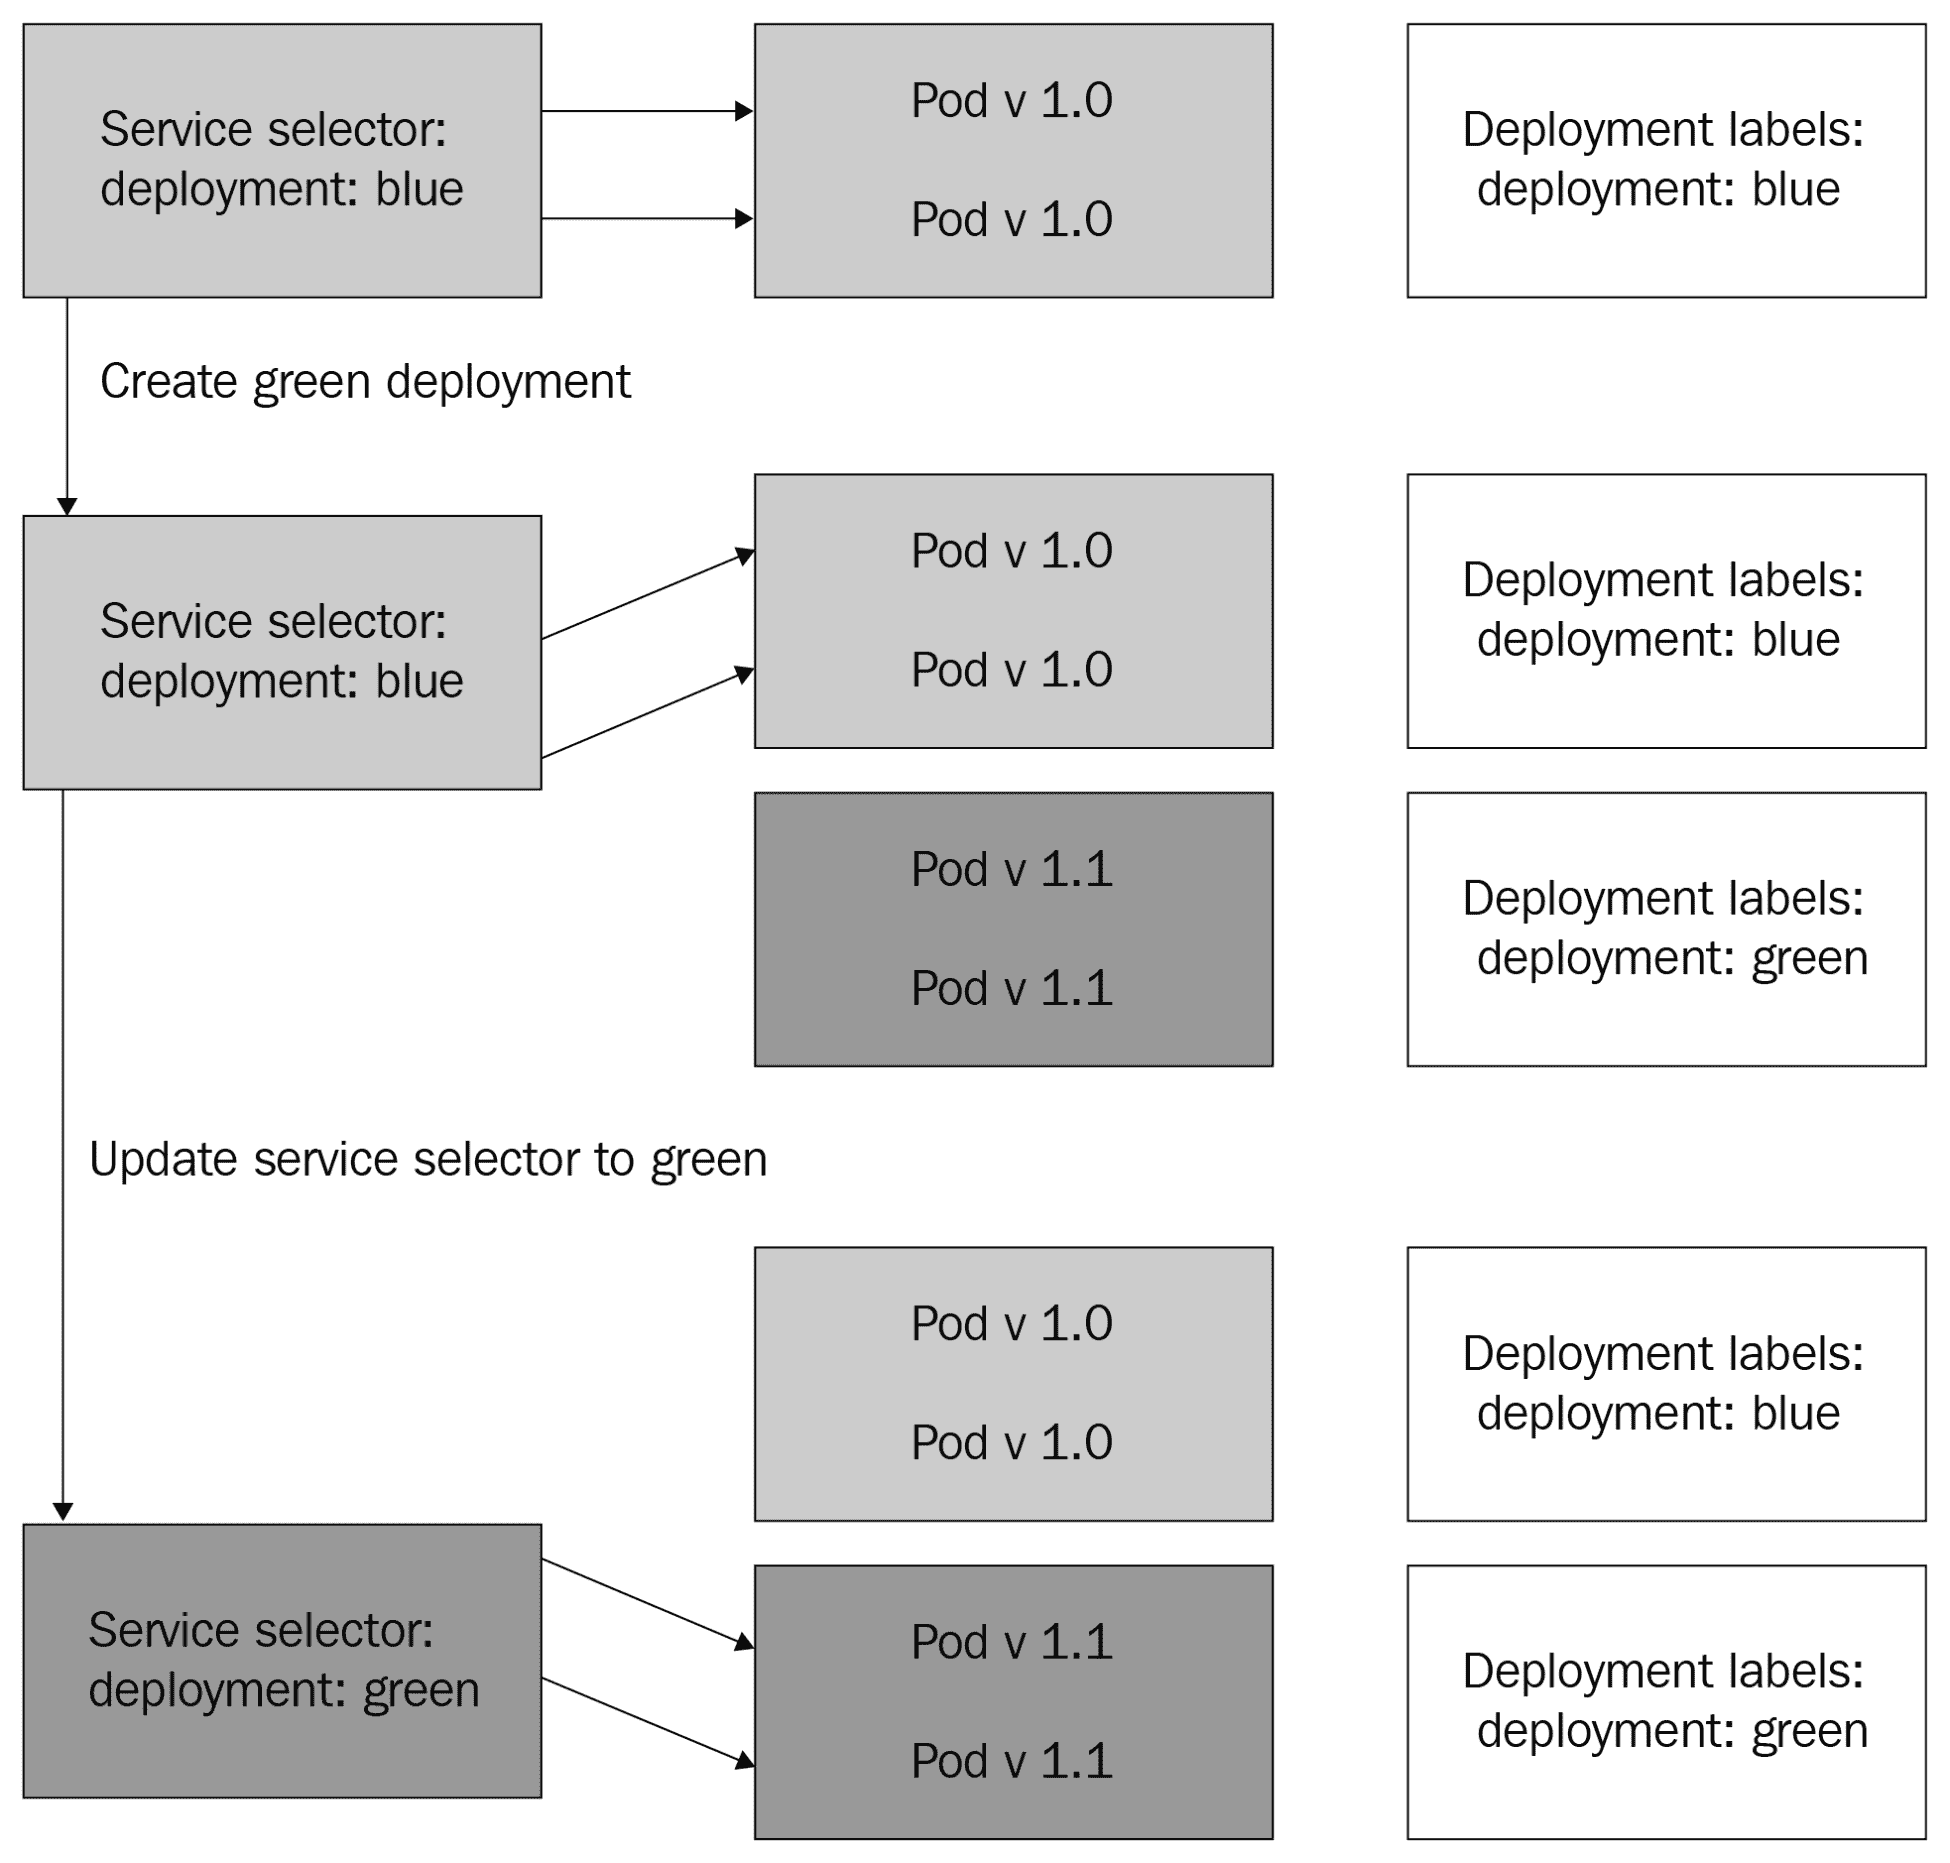 Service selector:
deployment: blue
Pod v 1.0
Pod v 1.0
Deployment labels:
deployment: blue
Create green deployment
Service selector:
deployment: blue
Pod v 1.0
Pod v 1.0
Deployment labels:
deployment: blue
Pod v 1.1
Pod v 1.1
Deployment labels:
deployment: green
Update service selector to green
Pod v 1.0
Pod v 1.0
Deployment labels:
deployment: blue
Service selector:
deployment: green
Pod v 1.1
Pod v 1.1
Deployment labels:
deployment: green